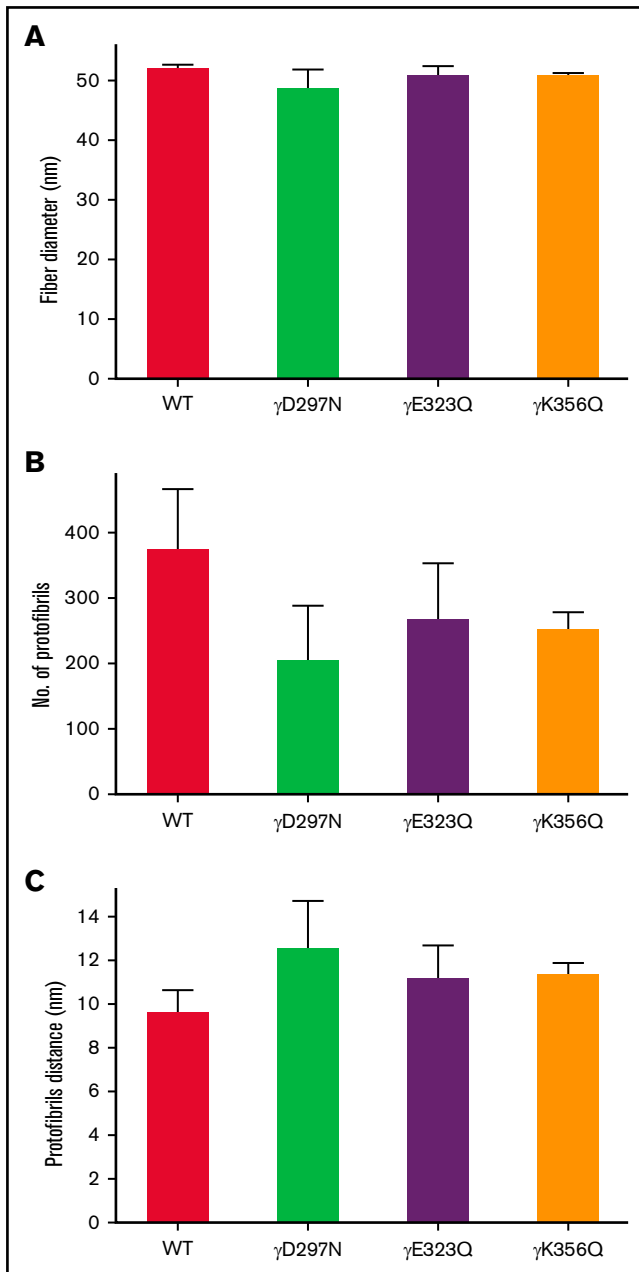 A
Fiber diameter (nm)
50
40
30
20
10
0
WT γD297N γE323Q γK356Q
B
No. of protofibrils
400
300
200
100
0
WT γD297N γE323Q γK356Q
C
Protofibrils distance (nm)
14
12
10
8
6
4
2
0
WT γD297N γE323Q γK356Q